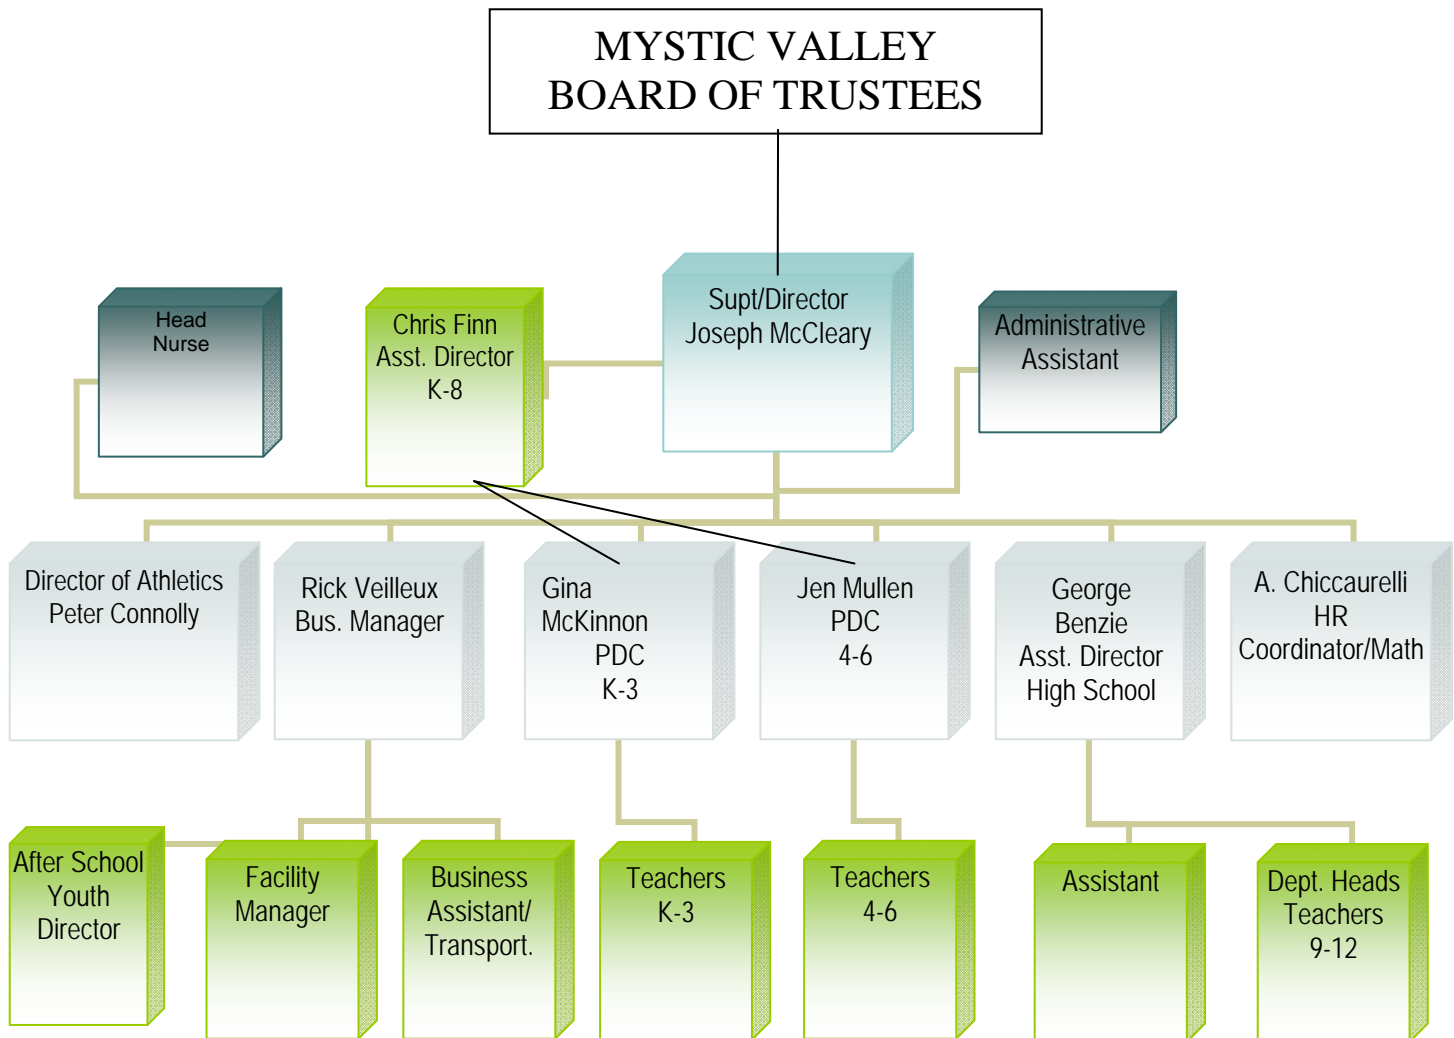 MYSTIC VALLEY
BOARD OF TRUSTEES
Head
Nurse
Chris Finn
Asst. Director
K-8
Supt/Director
Joseph McCleary
Administrative
Assistant
Director of Athletics
Peter Connolly
Rick Veilleux
Bus. Manager
Gina
McKinnon
PDC
K-3
Jen Mullen
PDC
4-6
George
Benzie
Asst. Director
High School
A. Chiccaurelli
HR
Coordinator/Math
After School
Youth
Director
Facility
Manager
Business
Assistant/
Transport.
Teachers
K-3
Teachers
4-6
Assistant
Dept. Heads
Teachers
9-12